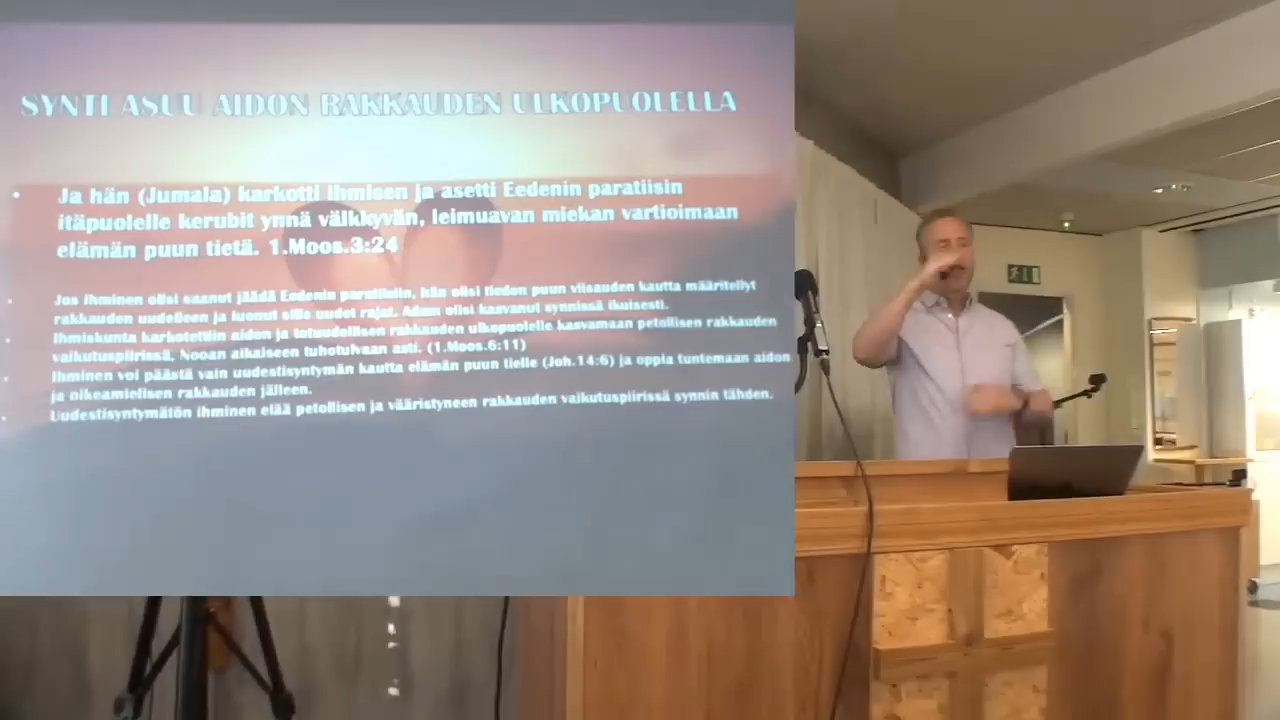 SYNTI ASUU AIDON RAKKAUDEN ULKOPUOLELLA
• Ja hän (Jumala) karkotti ihmisen ja asetti Eedenin paratiisin
itäpuolelle kerubit ynnä välkkyvän, leimuavan miekan vartioimaan
elämän puun tietä. 1.Moos.3:24
• Jos ihminen olisi saanut jäädä Eedenin paratiisiin, hän olisi tiedon puun viisauden kautta määritellyt
rakkauden uudelleen ja luonut sille uudet rajat. Adam olisi kasvanut synnissä ikuisesti.
• Ihmiskunta karkotettiin aidon ja totuudellisen rakkauden ulkopuolelle kasvamaan petollisen rakkauden
vaikutuspiirissä, Nooan aikaiseen tuhotulvaan asti. (1.Moos.6:11)
• Ihminen voi päästä vain uudestisyntymän kautta elämän puun tielle (Joh.14:6) ja oppia tuntemaan aidon
ja oikeamielisen rakkauden jälleen.
• Uudestisyntymätön ihminen elää petollisen ja vääristyneen rakkauden vaikutuspiirissä synnin tähden.